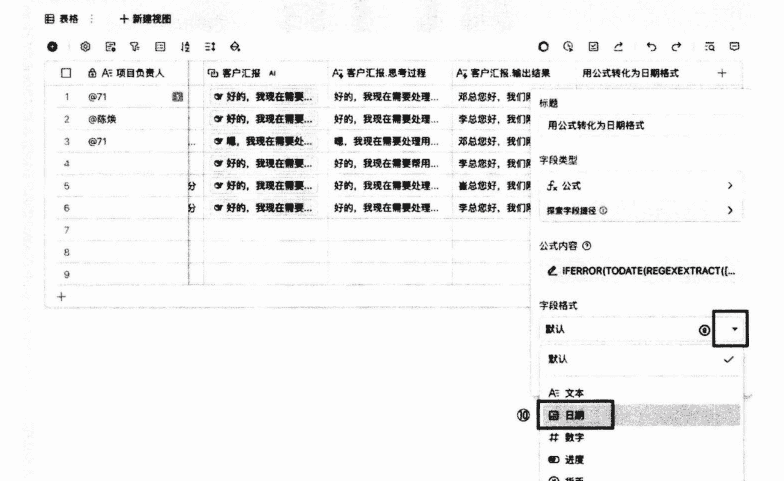 表格 ＋ 新建视图
项目负责人 客户汇报 AI 客户汇报.思考过程 客户汇报.输出结果 用公式转化为日期格式 ＋
1 @71 好的，我现在需要... 好的，我现在需要处理... 邓总您好，我们
2 @陈焕 好的，我现在需要... 好的，我现在需要处理... 李总您好，我们
3 @71 ... 嗯，我现在需要处... 嗯，我现在需要处理用... 邓总您好，我们
4 好的，我现在需要... 好的，我现在需要帮用... 李总您好，我们
5 分 好的，我现在需要... 好的，我现在需要处理... 崔总您好，我们
6 分 好的，我现在需要... 好的，我现在需要处理... 李总您好，我们
7
8
9
＋
标题
用公式转化为日期格式
字段类型
fx 公式
探索字段捷径
公式内容
IFERROR(TODATE(REGEXEXTRACT([...
字段格式
默认
默认
文本
⑩ 日期
数字
进度